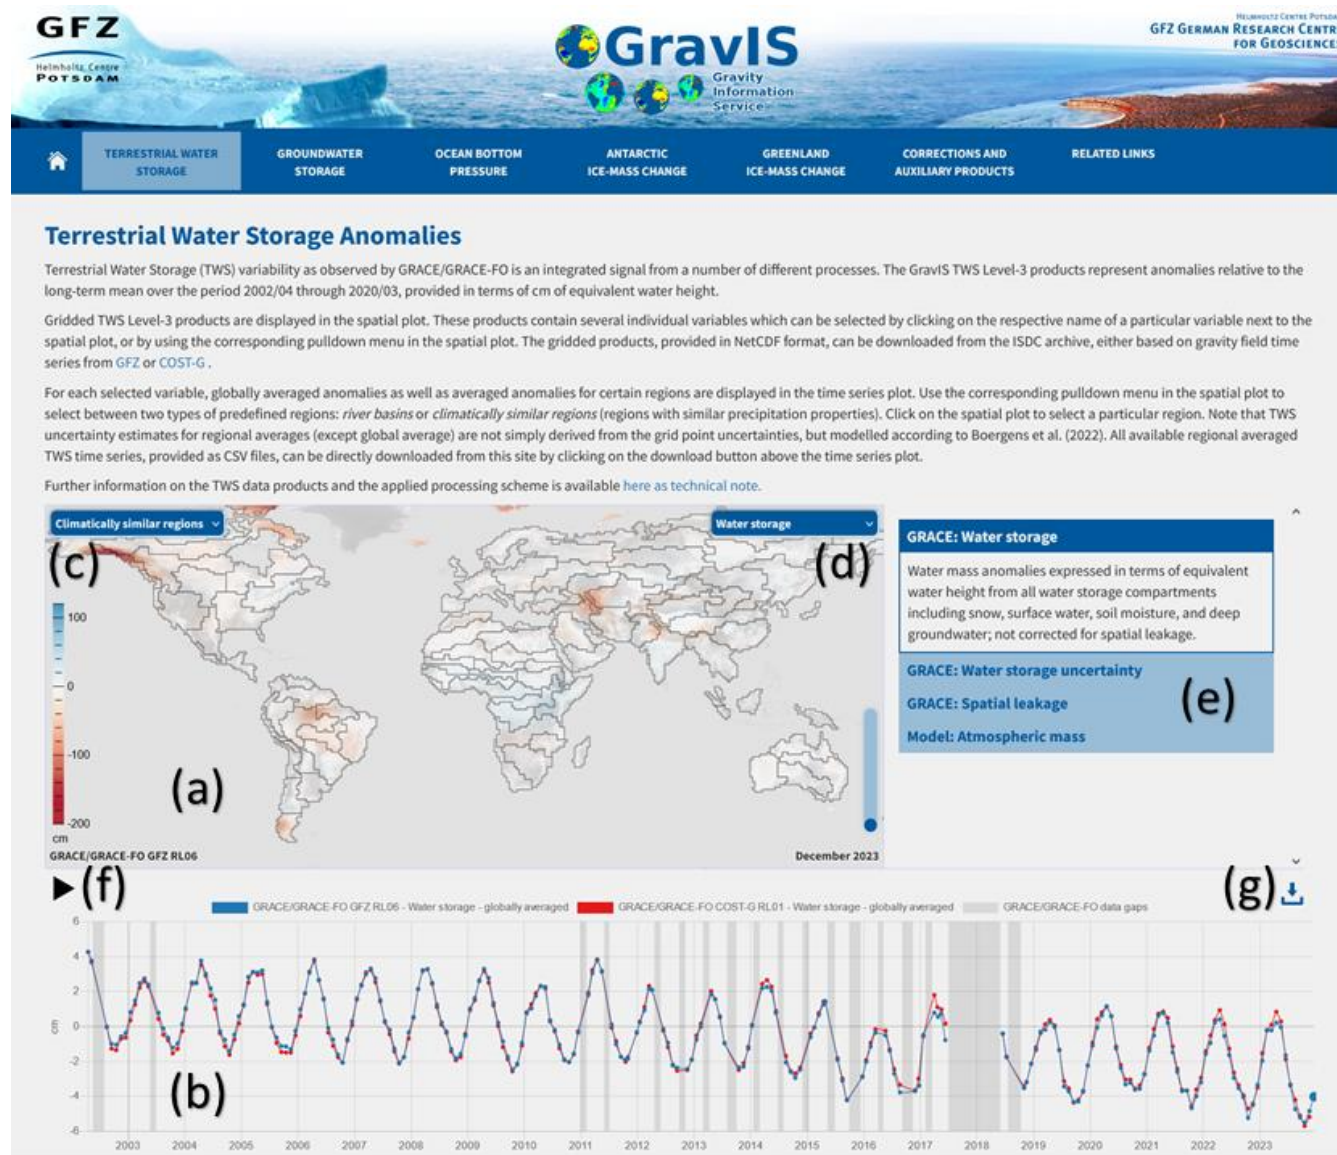 GFZ
Helmholtz Centre
POTSDAM
GravIS
Gravity
Information
Service
HELMHOLTZ CENTRE POTSDAM
GFZ GERMAN RESEARCH CENTR
FOR GEOSCIENCE
TERRESTRIAL WATER
STORAGE
GROUNDWATER
STORAGE
OCEAN BOTTOM
PRESSURE
ANTARCTIC
ICE-MASS CHANGE
GREENLAND
ICE-MASS CHANGE
CORRECTIONS AND
AUXILIARY PRODUCTS
RELATED LINKS
Terrestrial Water Storage Anomalies
Terrestrial Water Storage (TWS) variability as observed by GRACE/GRACE-FO is an integrated signal from a number of different processes. The GravIS TWS Level-3 products represent anomalies relative to the
long-term mean over the period 2002/04 through 2020/03, provided in terms of cm of equivalent water height.
Gridded TWS Level-3 products are displayed in the spatial plot. These products contain several individual variables which can be selected by clicking on the respective name of a particular variable next to the
spatial plot, or by using the corresponding pulldown menu in the spatial plot. The gridded products, provided in NetCDF format, can be downloaded from the ISDC archive, either based on gravity field time
series from GFZ or COST-G .
For each selected variable, globally averaged anomalies as well as averaged anomalies for certain regions are displayed in the time series plot. Use the corresponding pulldown menu in the spatial plot to
select between two types of predefined regions: river basins or climatically similar regions (regions with similar precipitation properties). Click on the spatial plot to select a particular region. Note that TWS
uncertainty estimates for regional averages (except global average) are not simply derived from the grid point uncertainties, but modelled according to Boergens et al. (2022). All available regional averaged
TWS time series, provided as CSV files, can be directly downloaded from this site by clicking on the download button above the time series plot.
Further information on the TWS data products and the applied processing scheme is available here as technical note.
Climatically similar regions
Water storage
(c)
(d)
100
0
-100
-200
cm
(a)
GRACE/GRACE-FO GFZ RL06
December 2023
GRACE: Water storage
Water mass anomalies expressed in terms of equivalent
water height from all water storage compartments
including snow, surface water, soil moisture, and deep
groundwater; not corrected for spatial leakage.
GRACE: Water storage uncertainty
GRACE: Spatial leakage
Model: Atmospheric mass
(e)
(f)
(g)
GRACE/GRACE-FO GFZ RL06 - Water storage - globally averaged
GRACE/GRACE-FO COST-G RL01 - Water storage - globally averaged
GRACE/GRACE-FO data gaps
6
4
2
0
-2
-4
-6
cm
(b)
2003 2004 2005 2006 2007 2008 2009 2010 2011 2012 2013 2014 2015 2016 2017 2018 2019 2020 2021 2022 2023